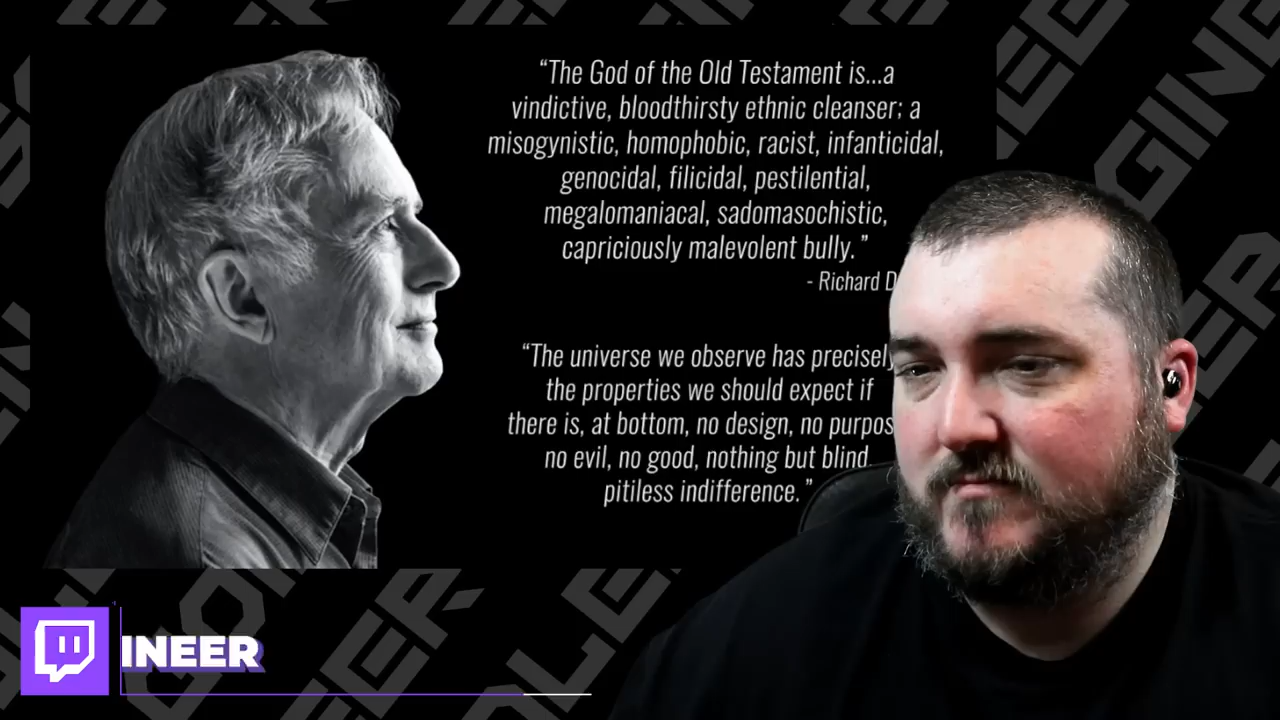 “The God of the Old Testament is...a
vindictive, bloodthirsty ethnic cleanser; a
misogynistic, homophobic, racist, infanticidal,
genocidal, filicidal, pestilential,
megalomaniacal, sadomasochistic,
capriciously malevolent bully.”
- Richard D
“The universe we observe has precisely
the properties we should expect if
there is, at bottom, no design, no purpos
no evil, no good, nothing but blind
pitiless indifference.”
INEER